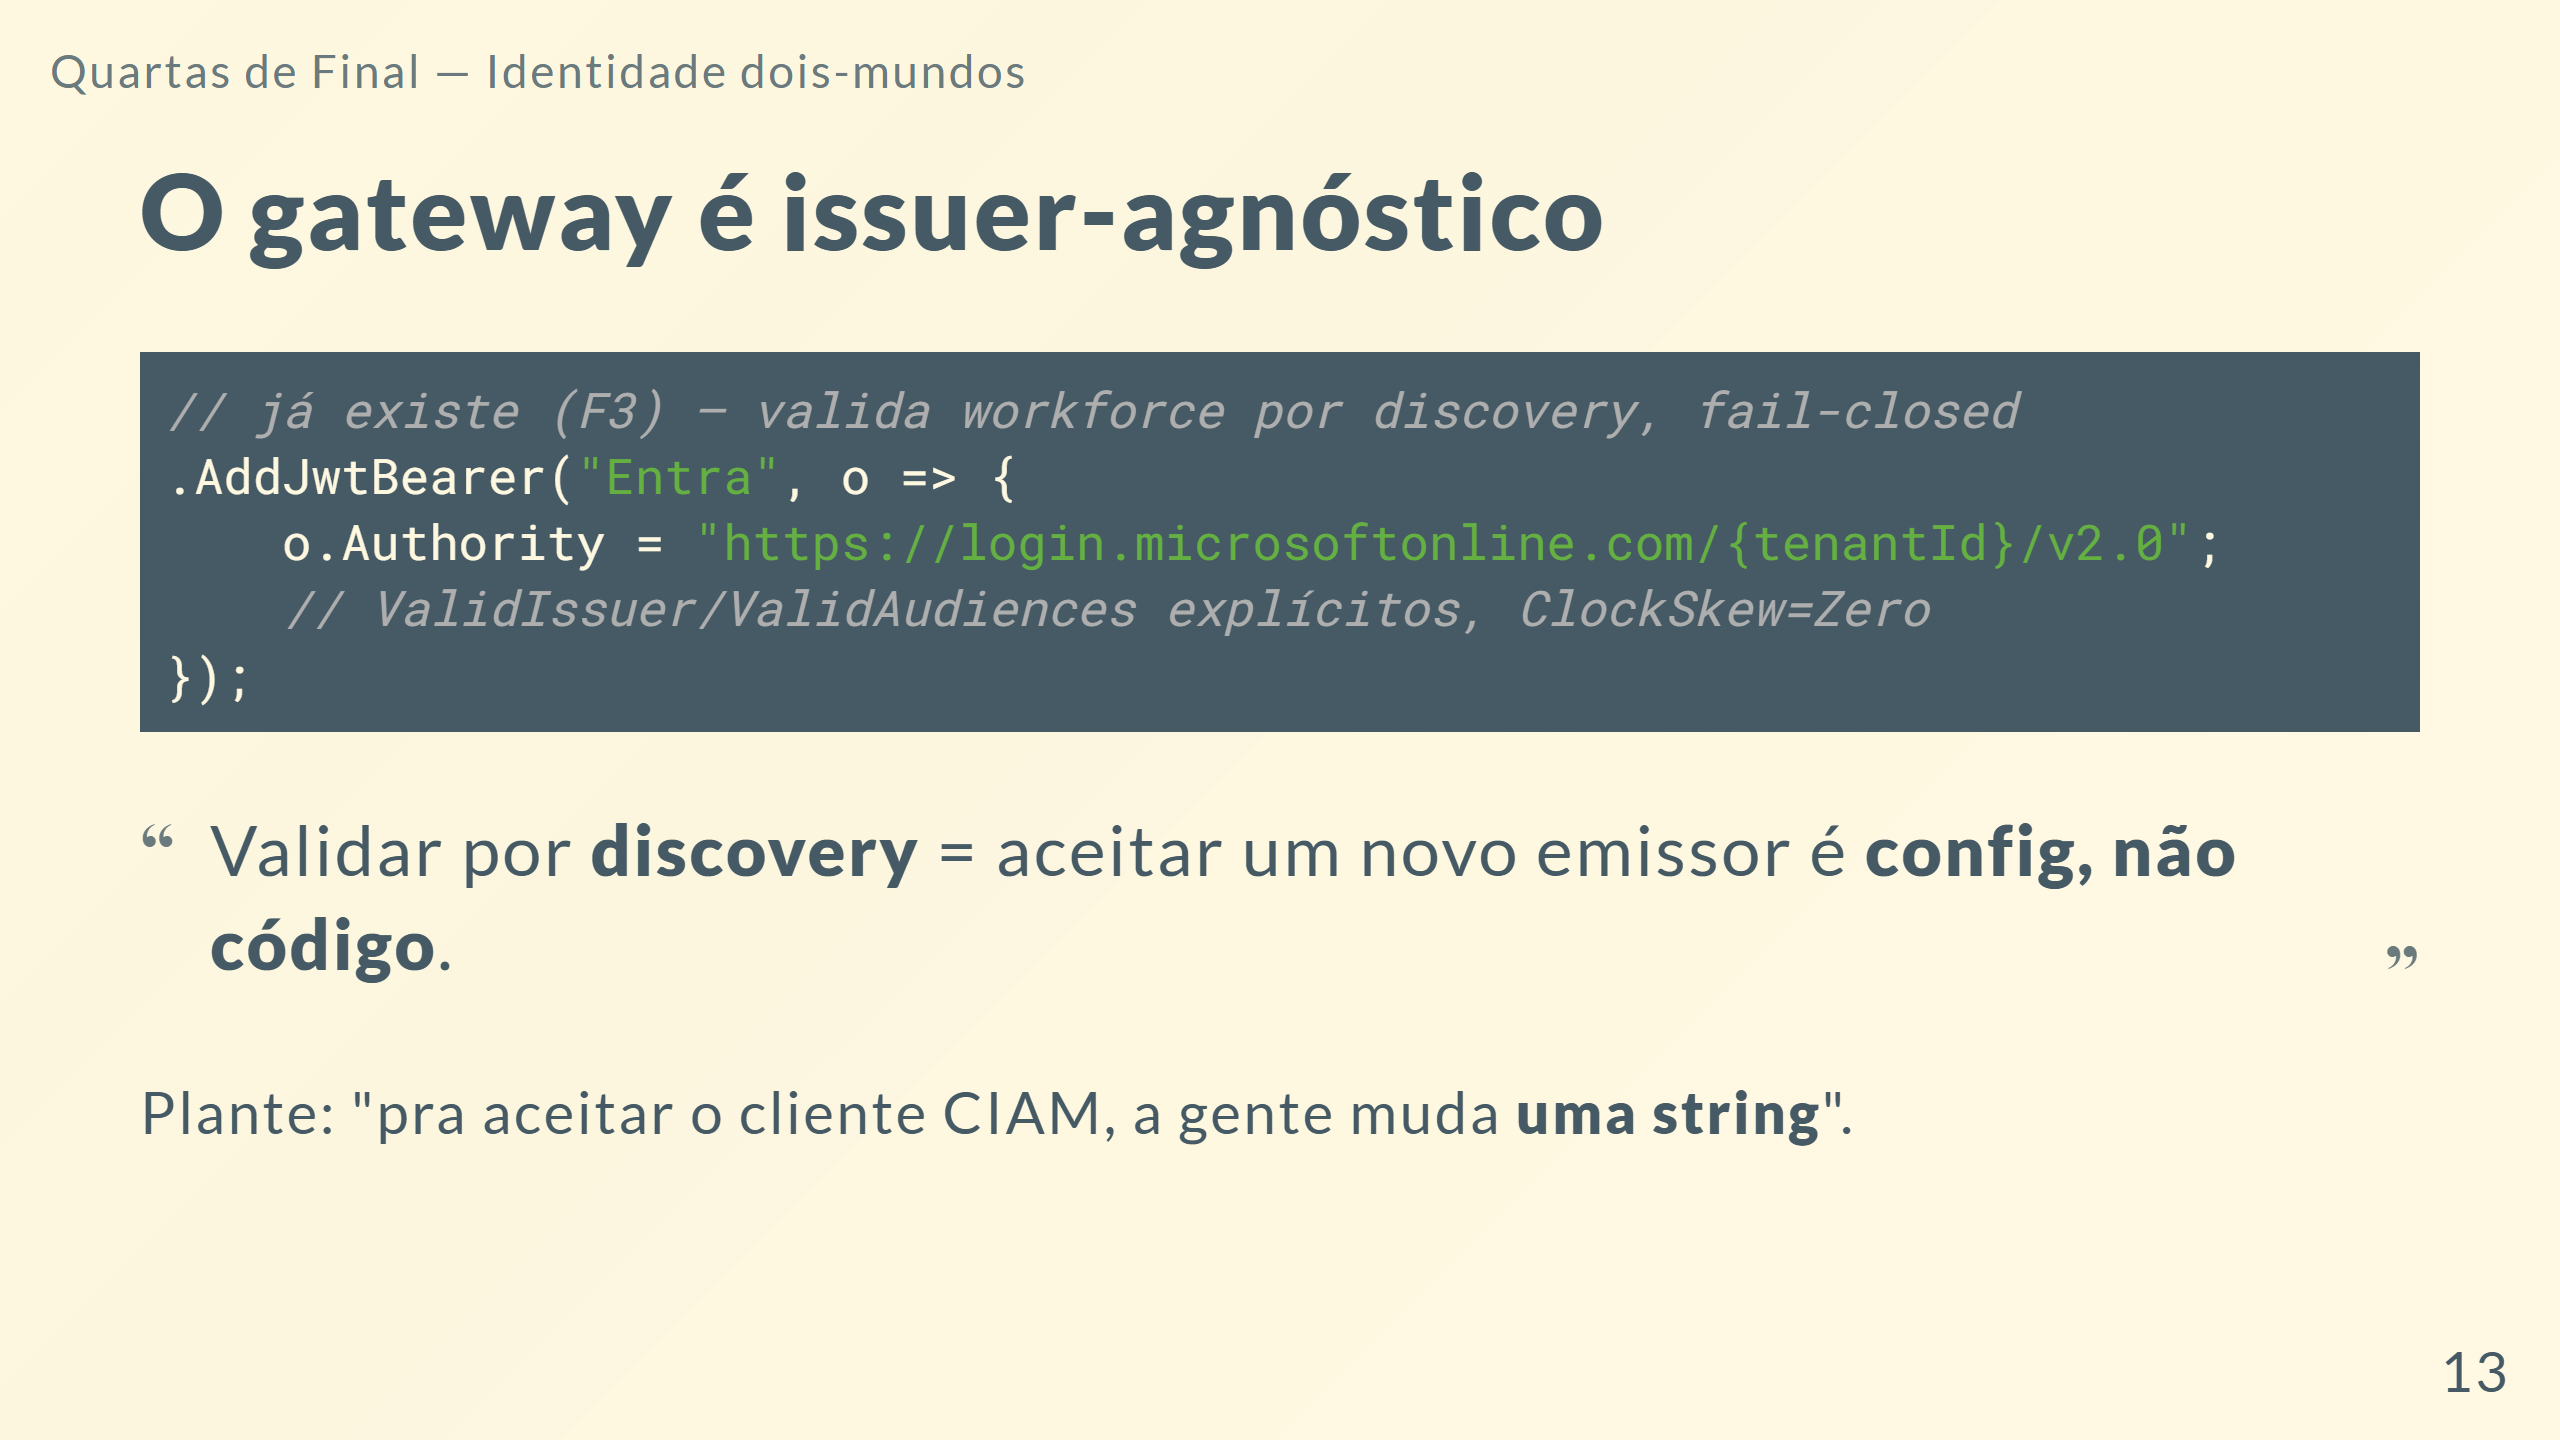 Quartas de Final — Identidade dois-mundos
O gateway é issuer-agnóstico
// já existe (F3) — valida workforce por discovery, fail-closed
.AddJwtBearer("Entra", o => {
    o.Authority = "https://login.microsoftonline.com/{tenantId}/v2.0";
    // ValidIssuer/ValidAudiences explícitos, ClockSkew=Zero
});
“ Validar por discovery = aceitar um novo emissor é config, não
código. ”
Plante: "pra aceitar o cliente CIAM, a gente muda uma string".
13